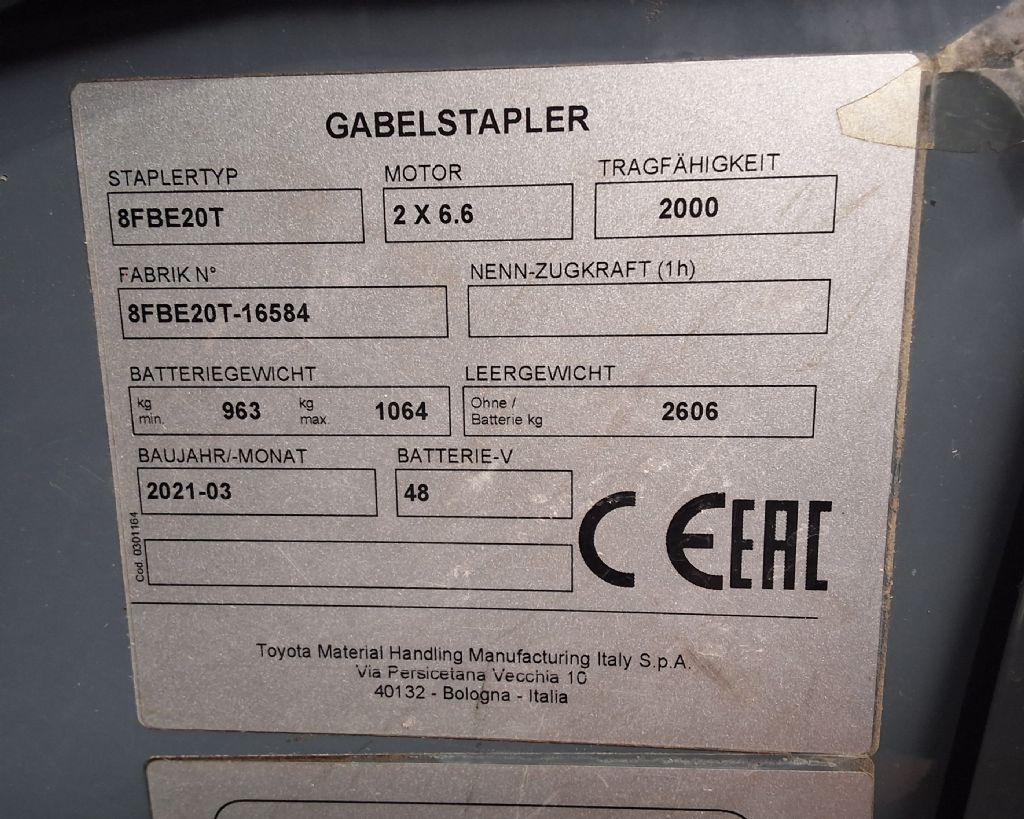 GABELSTAPLER
STAPLERTYP MOTOR TRAGFÄHIGKEIT
8FBE20T 2 X 6.6 2000
FABRIK N° NENN-ZUGKRAFT (1h)
8FBE20T-16584
BATTERIEGEWICHT LEERGEWICHT
kg min. 963 kg max. 1064 Ohne / Batterie kg 2606
BAUJAHR/-MONAT BATTERIE-V
2021-03 48
Cod. 0301164
CE EAC
Toyota Material Handling Manufacturing Italy S.p.A.
Via Persicetana Vecchia 10
40132 - Bologna - Italia